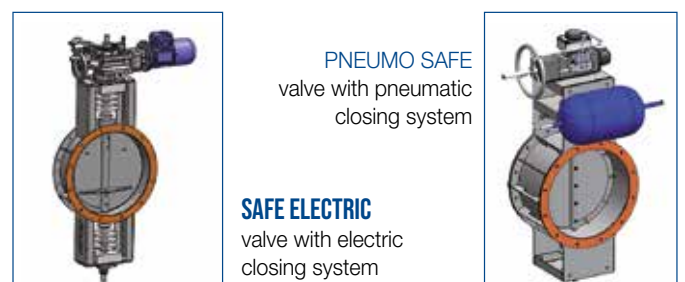 PNEUMO SAFE
valve with pneumatic
closing system
SAFE ELECTRIC
valve with electric
closing system